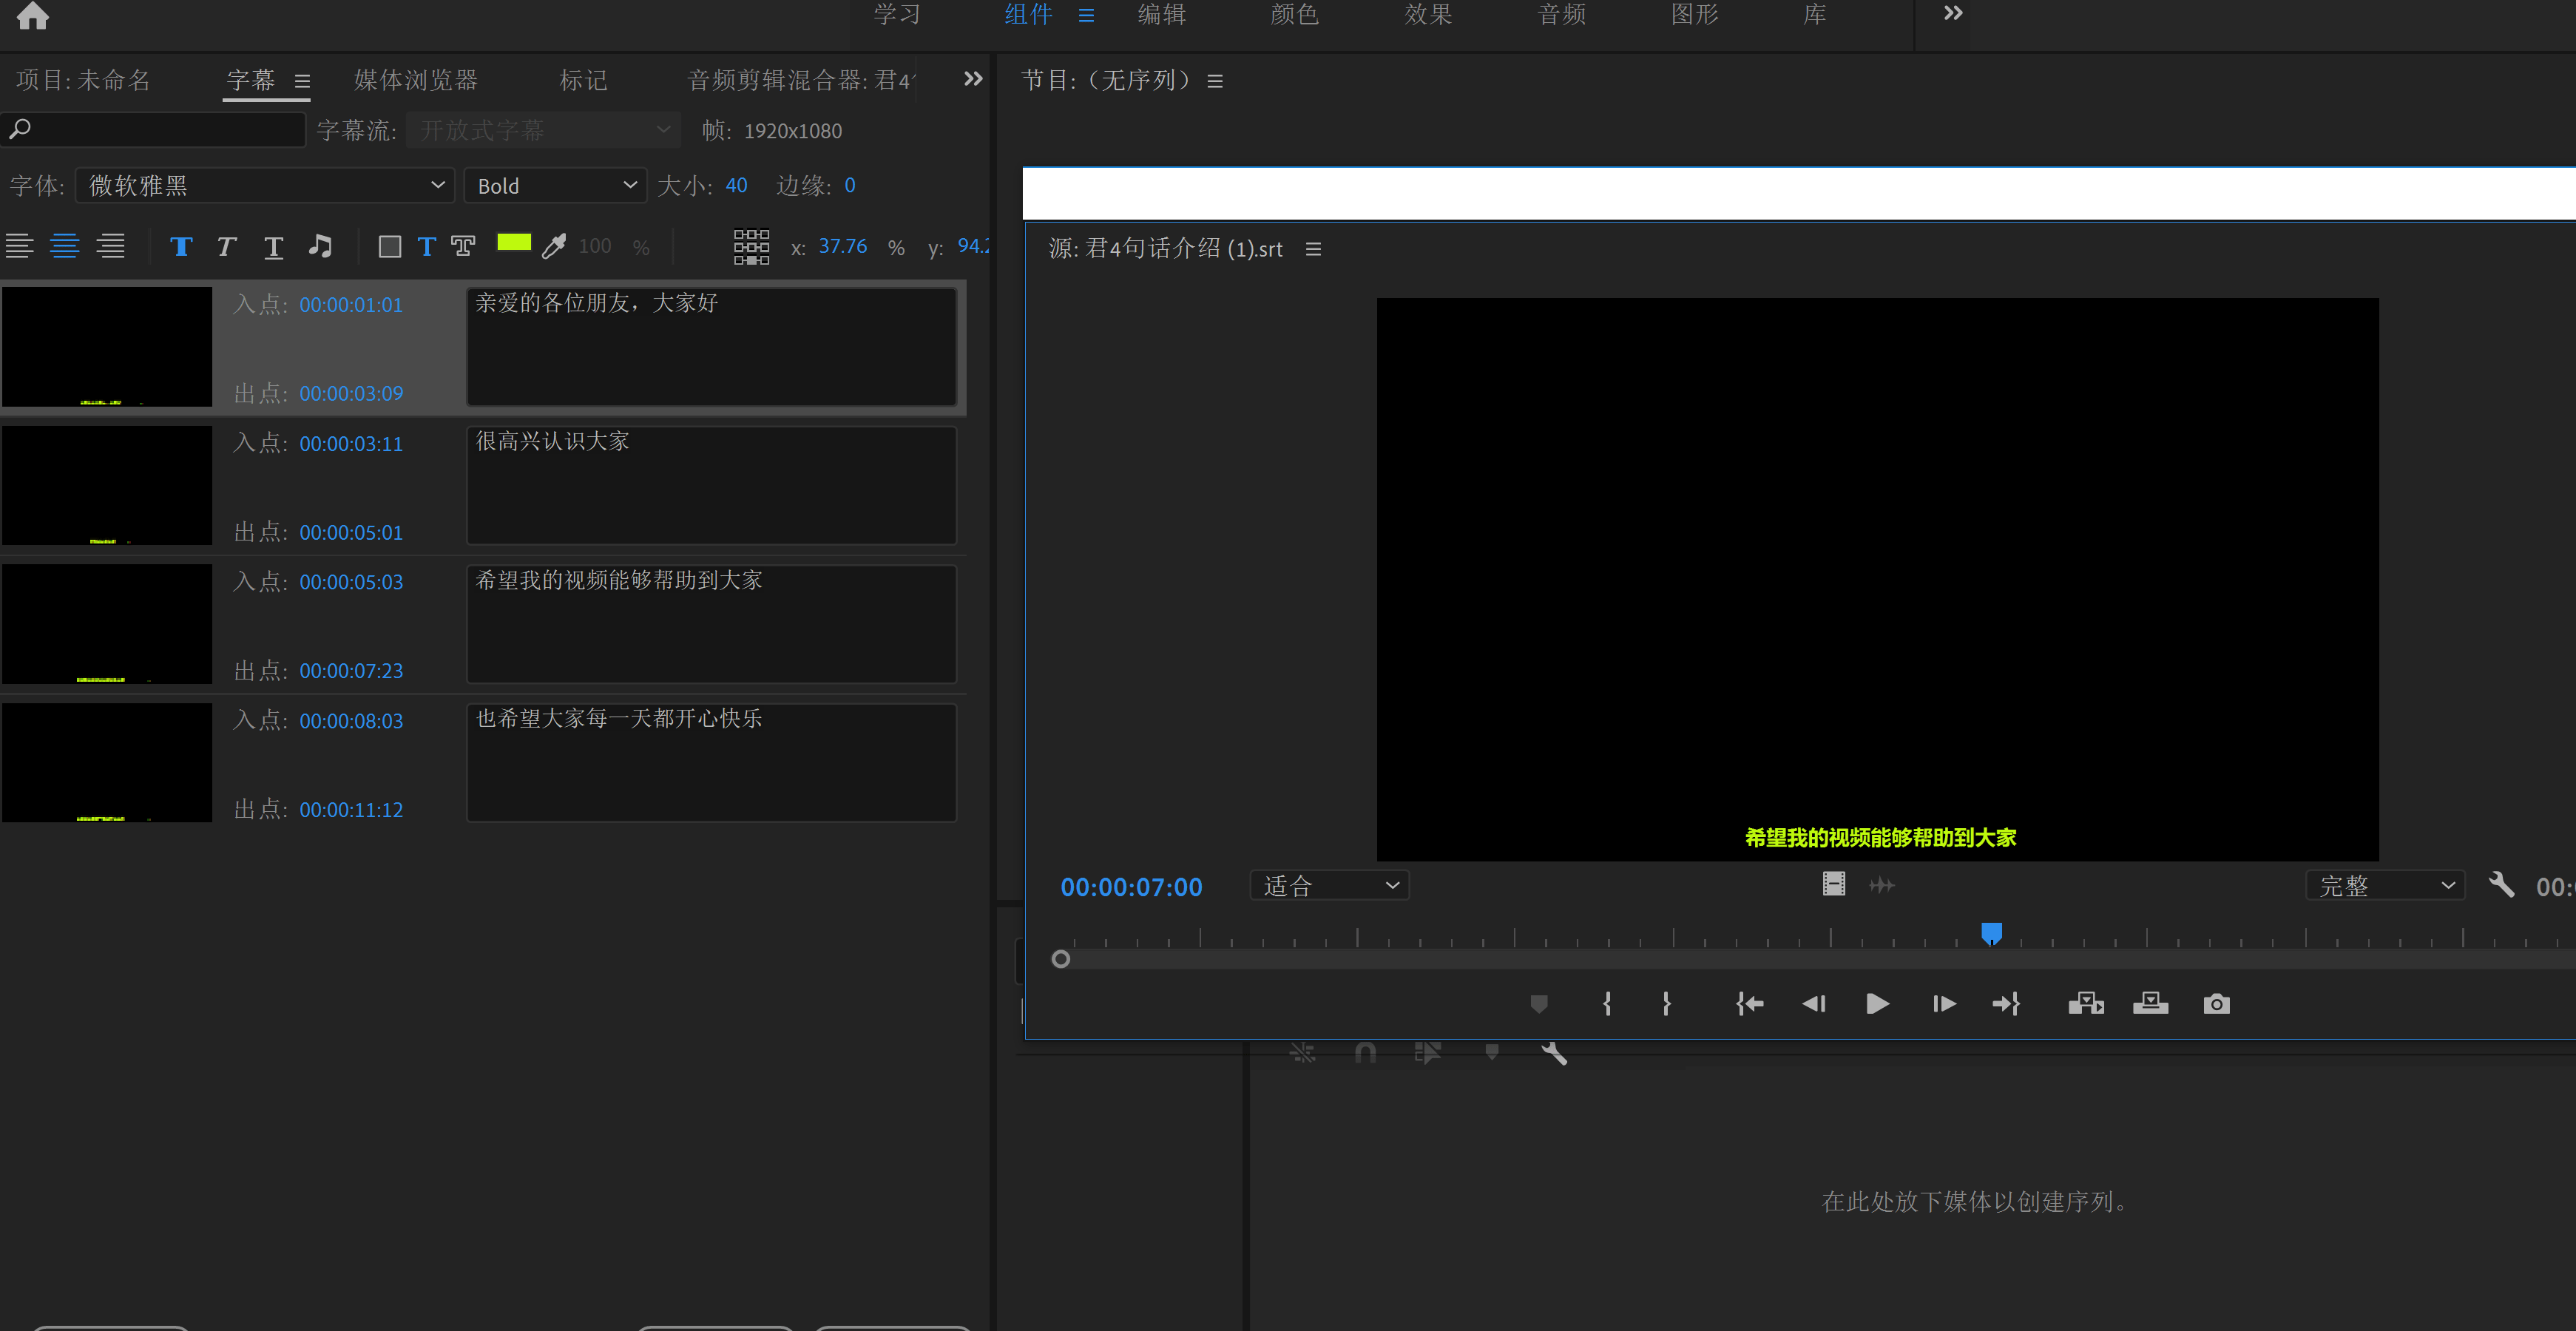 学习 组件 编辑 颜色 效果 音频 图形 库
项目: 未命名 字幕 媒体浏览器 标记 音频剪辑混合器: 君4
节目:（无序列）
字幕流: 开放式字幕 帧: 1920x1080
字体: 微软雅黑 Bold 大小: 40 边缘: 0
100 % x: 37.76 % y: 94.2
源: 君4句话介绍 (1).srt
入点: 00:00:01:01 亲爱的各位朋友，大家好
出点: 00:00:03:09
入点: 00:00:03:11 很高兴认识大家
出点: 00:00:05:01
入点: 00:00:05:03 希望我的视频能够帮助到大家
出点: 00:00:07:23
入点: 00:00:08:03 也希望大家每一天都开心快乐
出点: 00:00:11:12
希望我的视频能够帮助到大家
00:00:07:00 适合 完整 00:
在此处放下媒体以创建序列。